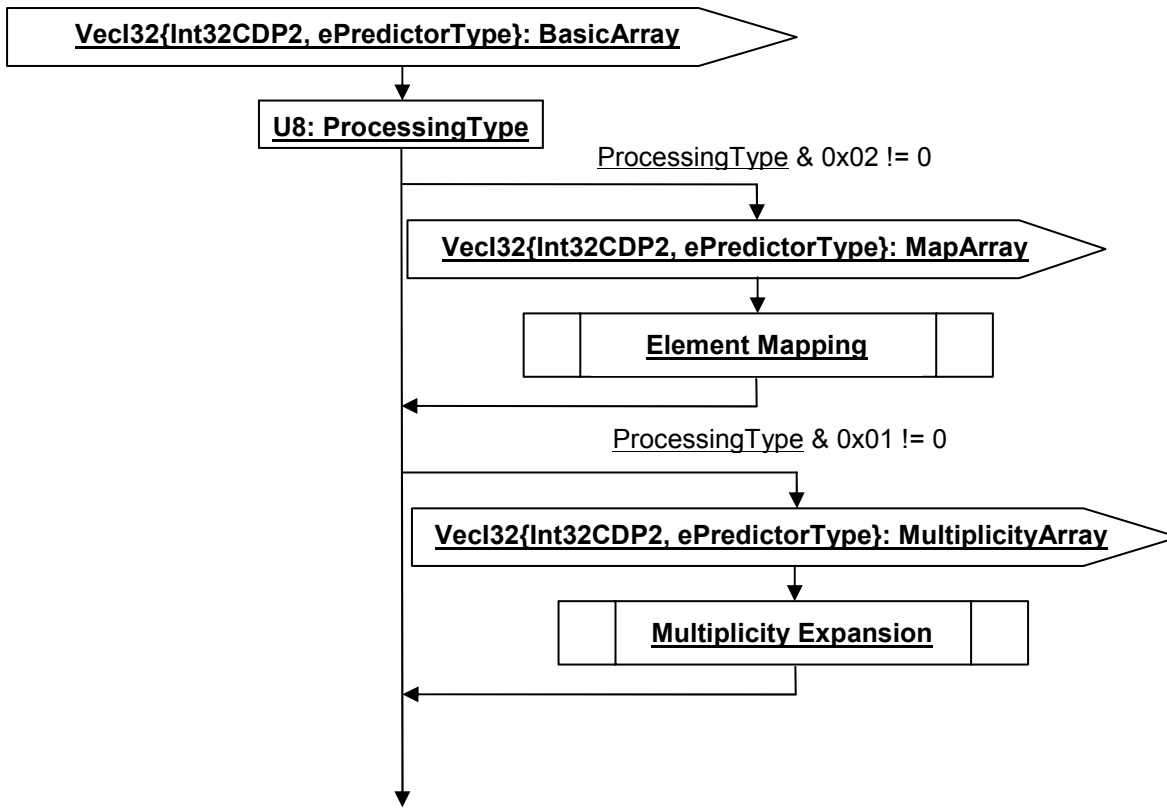 VecI32{Int32CDP2, ePredictorType}: BasicArray
U8: ProcessingType
ProcessingType & 0x02 != 0
VecI32{Int32CDP2, ePredictorType}: MapArray
Element Mapping
ProcessingType & 0x01 != 0
VecI32{Int32CDP2, ePredictorType}: MultiplicityArray
Multiplicity Expansion